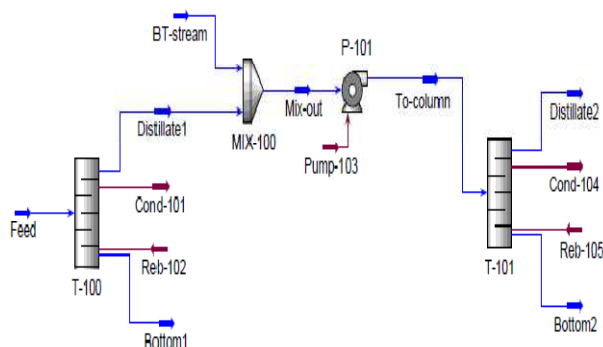 BT-stream
P-101
Distillate1
MIX-100
Mix-out
To-column
Distillate2
Pump-103
Cond-101
Cond-104
Feed
Reb-102
Reb-105
T-100
T-101
Bottom1
Bottom2